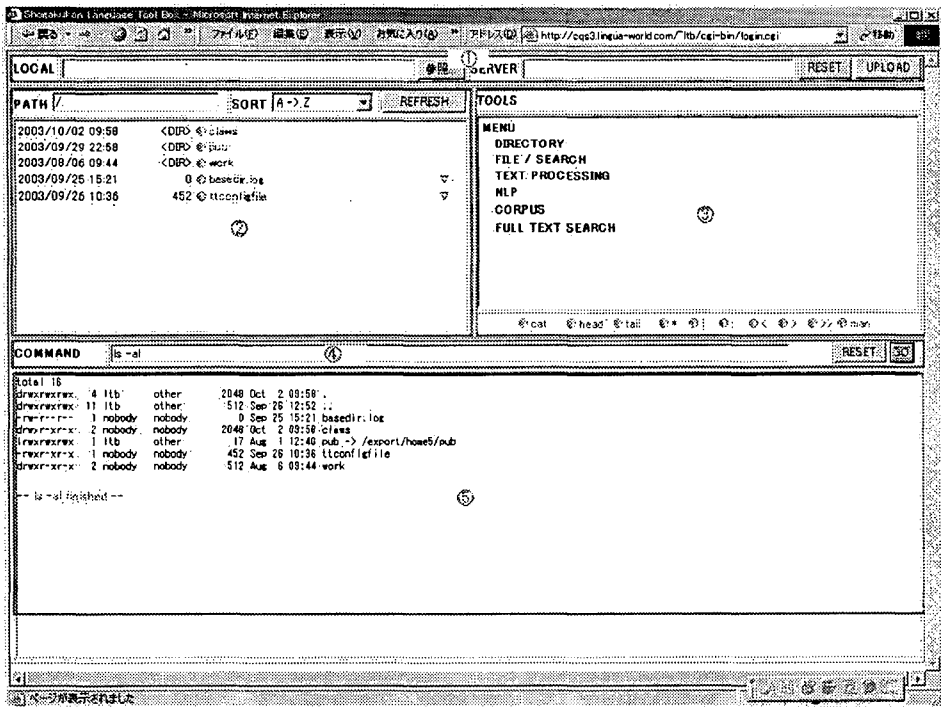 Shogakukan Language Tool Box - Microsoft Internet Explorer
戻る ファイル(F) 編集(E) 表示(V) お気に入り(A) » アドレス(D) http://cqs3.lingua-world.com/~ltb/cgi-bin/login.cgi 移動
LOCAL 参照... ① SERVER RESET UPLOAD
PATH /. SORT A->Z REFRESH
2003/10/02 09:58 <DIR> claws
2003/09/29 22:58 <DIR> pub
2003/08/06 09:44 <DIR> work
2003/09/25 15:21 0 basedir.log
2003/09/26 10:36 452 ttconfigfile
②
TOOLS
MENU
DIRECTORY
FILE / SEARCH
TEXT PROCESSING
NLP
CORPUS
FULL TEXT SEARCH
③
cat head tail * | ; < > >> man
COMMAND ls -al ④ RESET GO
total 16
drwxrwxrwx 4 ltb other 2048 Oct 2 09:58 .
drwxrwxrwx 11 ltb other 512 Sep 26 12:52 ..
-rw-r----- 1 nobody nobody 0 Sep 25 15:21 basedir.log
drwxr-xr-x 2 nobody nobody 2048 Oct 2 09:58 claws
lrwxrwxrwx 1 ltb other 17 Aug 1 12:40 pub -> /export/home5/pub
-rwxr-xr-x 1 nobody nobody 452 Sep 26 10:36 ttconfigfile
drwxr-xr-x 2 nobody nobody 512 Aug 6 09:44 work
-- ls -al finished --
⑤
ページが表示されました